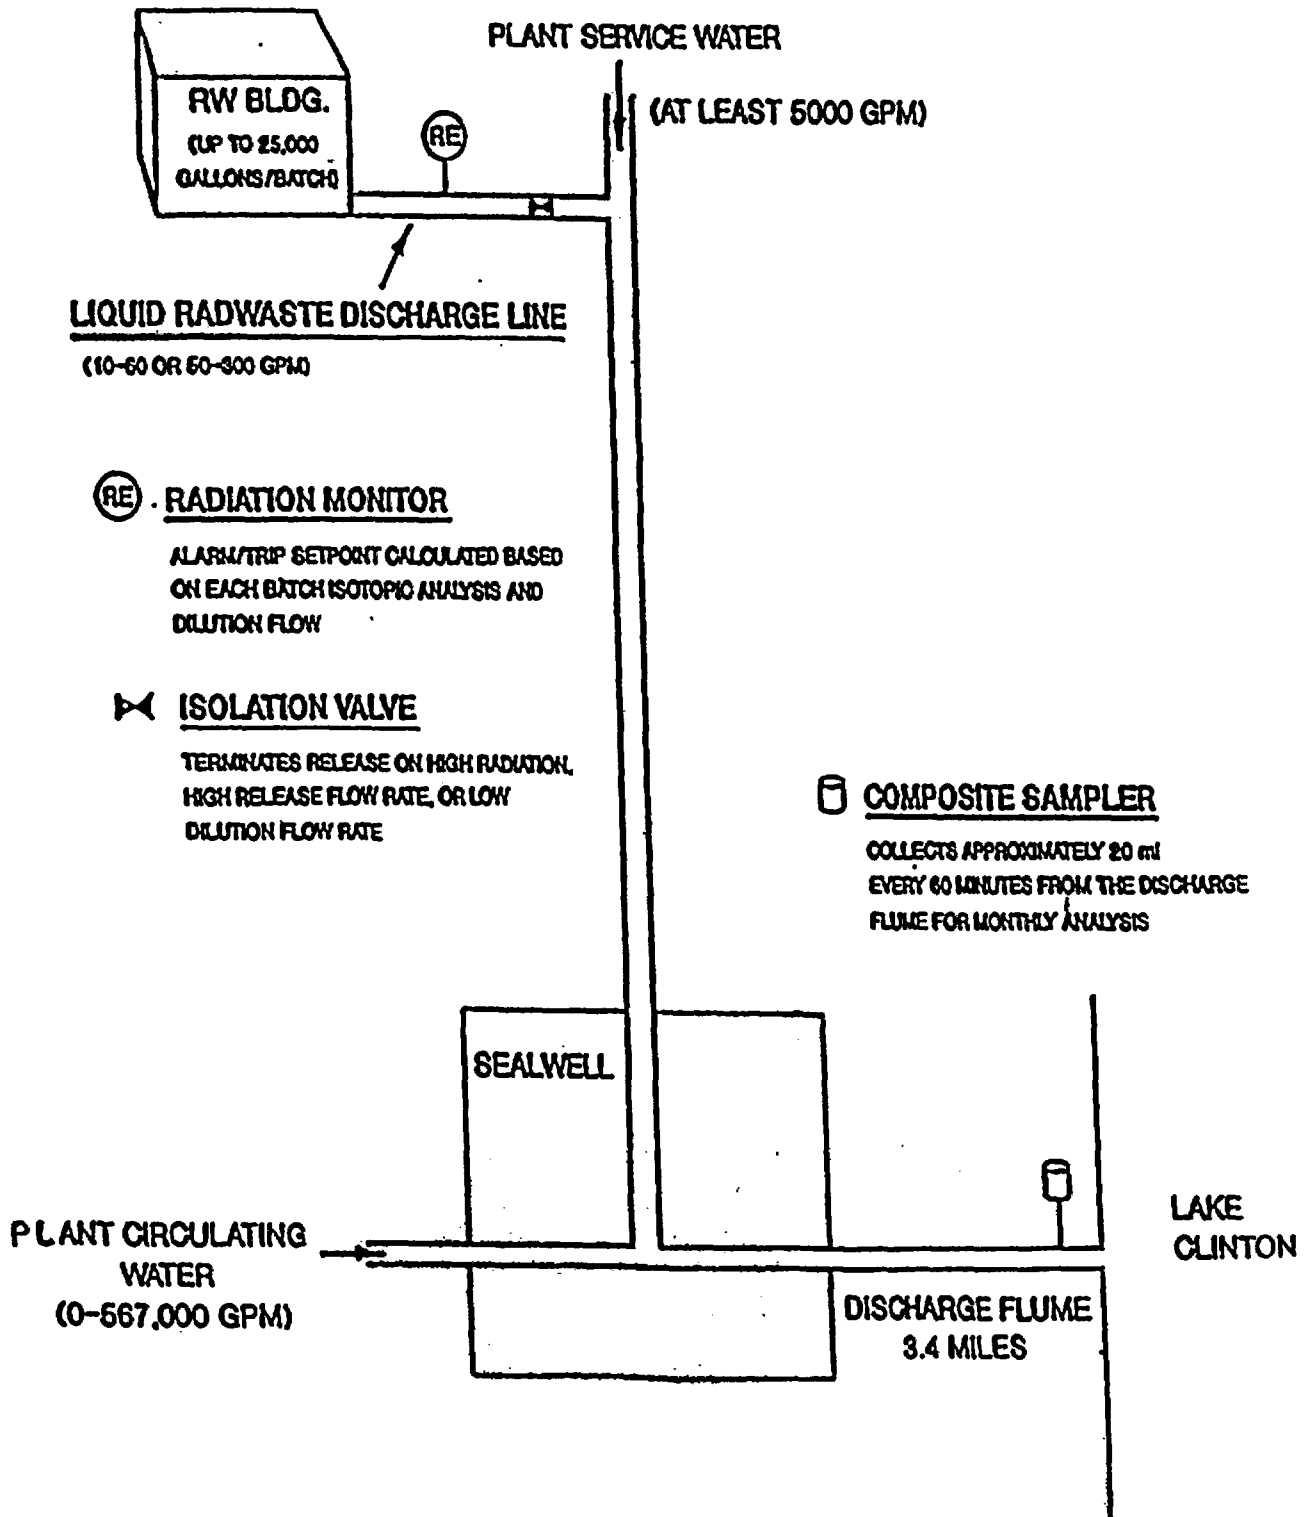 PLANT SERVICE WATER
(AT LEAST 5000 GPM)
RW BLDG.
(UP TO 25,000
GALLONS/BATCH)
RE
LIQUID RADWASTE DISCHARGE LINE
(10-60 OR 50-300 GPM)
RE . RADIATION MONITOR
ALARM/TRIP SETPOINT CALCULATED BASED
ON EACH BATCH ISOTOPIC ANALYSIS AND
DILUTION FLOW
ISOLATION VALVE
TERMINATES RELEASE ON HIGH RADIATION,
HIGH RELEASE FLOW RATE, OR LOW
DILUTION FLOW RATE
COMPOSITE SAMPLER
COLLECTS APPROXIMATELY 20 ml
EVERY 60 MINUTES FROM THE DISCHARGE
FLUME FOR MONTHLY ANALYSIS
SEALWELL
PLANT CIRCULATING
WATER
(0-567,000 GPM)
LAKE
CLINTON
DISCHARGE FLUME
3.4 MILES